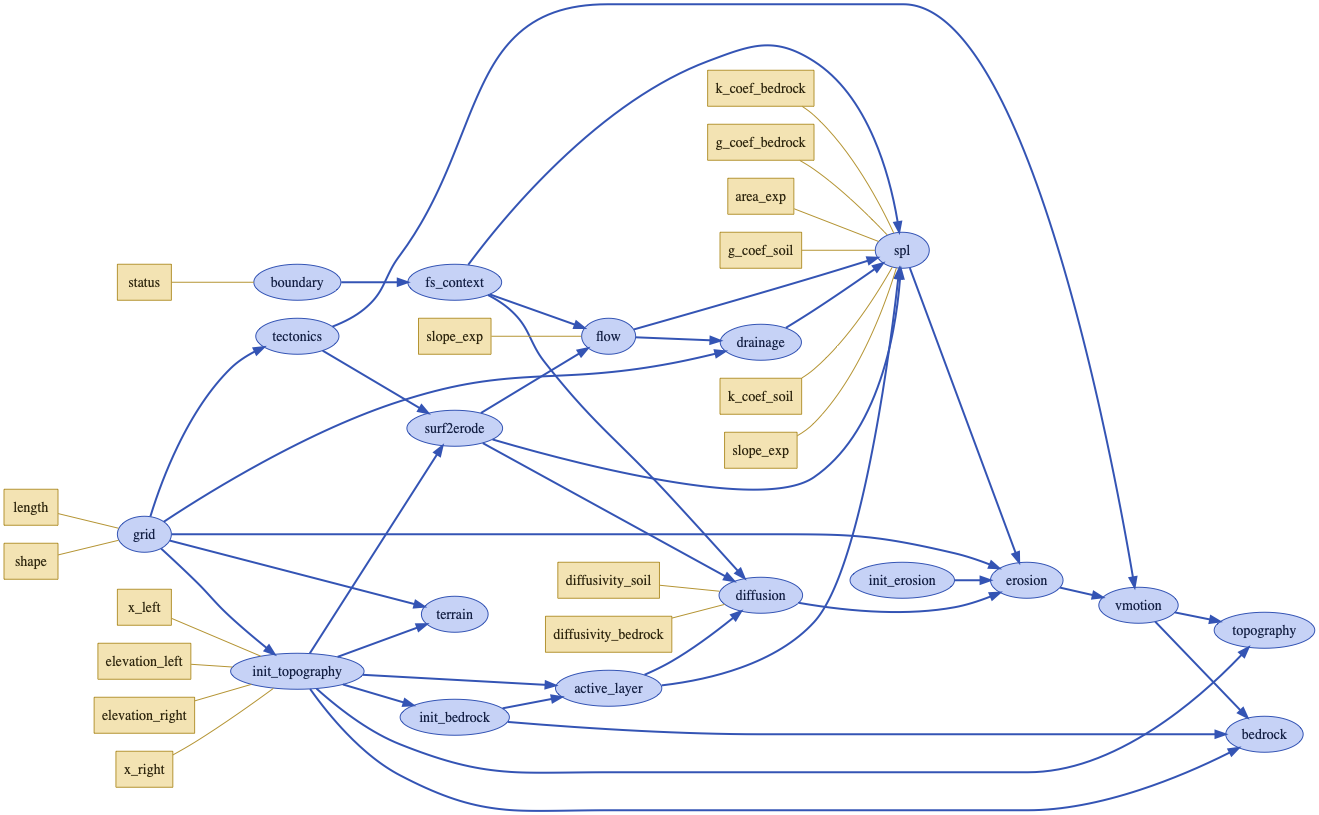 k_coef_bedrock
g_coef_bedrock
area_exp
g_coef_soil
spl
status
boundary
fs_context
tectonics
slope_exp
flow
drainage
k_coef_soil
surf2erode
slope_exp
length
grid
shape
diffusivity_soil
init_erosion
erosion
diffusion
x_left
vmotion
terrain
diffusivity_bedrock
topography
elevation_left
init_topography
active_layer
elevation_right
init_bedrock
bedrock
x_right